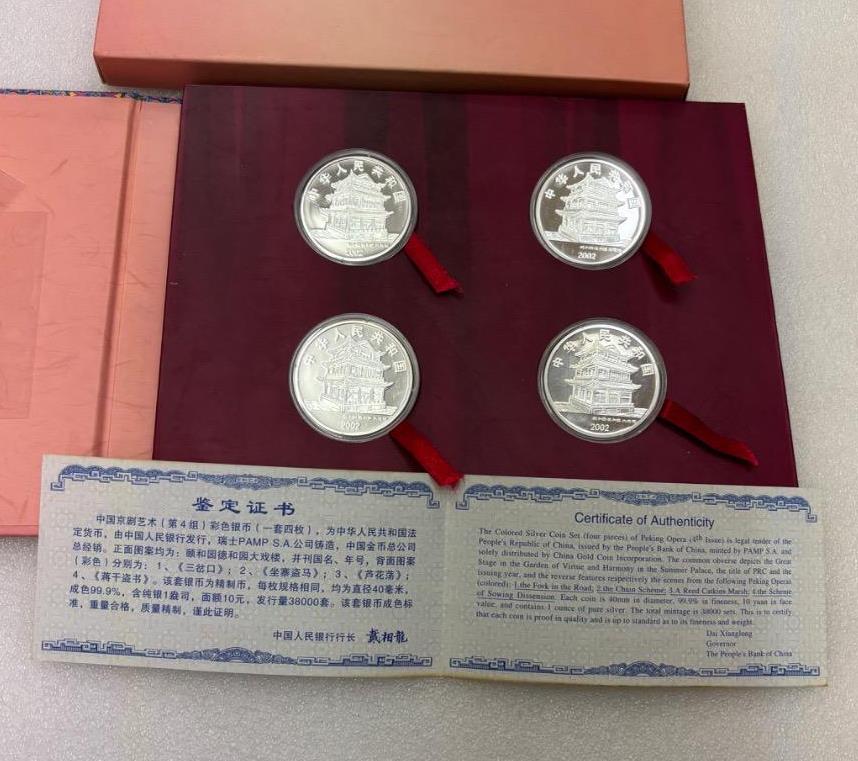 中华人民共和国
2002
中华人民共和国
2002
中华人民共和国
2002
中华人民共和国
2002
鉴定证书
中国京剧艺术(第4组)彩色银币(一套四枚),为中华人民共和国法
定货币,由中国人民银行发行,瑞士PAMP S.A.公司铸造,中国金币总公司
总经销。正面图案均为:颐和园德和园大戏楼,并刊国名、年号,背面图案
(彩色)分别为:1、《三岔口》;2、《坐寨盗马》;3、《芦花荡》;
4、《蒋干盗书》。该套银币为精制币,每枚规格相同,均为直径40毫米,
成色99.9%,含纯银1盎司,面额10元,发行量38000套。该套银币成色标
准,重量合格,质量精制,谨此证明。
中国人民银行行长 戴相龍
Certificate of Authenticity
The Colored Silver Coin Set (four pieces) of Peking Opera (4th Issue) is legal tender of the
People's Republic of China, issued by the People's Bank of China, minted by PAMP S.A. and
solely distributed by China Gold Coin Incorporation. The common obverse depicts the Great
Stage in the Garden of Virtue and Harmony in the Summer Palace, the title of PRC and the
issuing year, and the reverse features respectively the scenes from the following Peking Operas
(colored): 1.the Fork in the Road; 2.the Chuan Scheme; 3.A Reed Catkins Marsh; 4.the Scheme
of Sowing Dissension. Each coin is 40mm in diameter, 99.9% in fineness, 10 yuan in face
value, and contains 1 ounce of pure silver. The total mintage is 38000 sets. This is to certify
that each coin is proof in quality and is up to standard as to its fineness and weight.
Dai Xianglong
Governor
The People's Bank of China